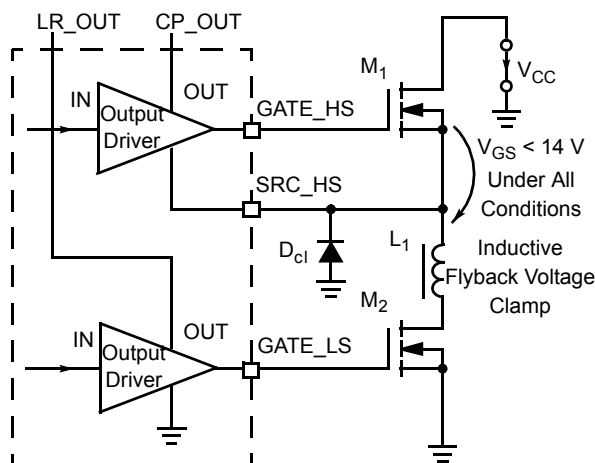 LR_OUT CP_OUT
M1
VCC
IN Output Driver OUT
GATE_HS
VGS < 14 V
Under All
Conditions
SRC_HS
Dcl
L1
Inductive
Flyback Voltage
Clamp
M2
IN Output Driver OUT
GATE_LS